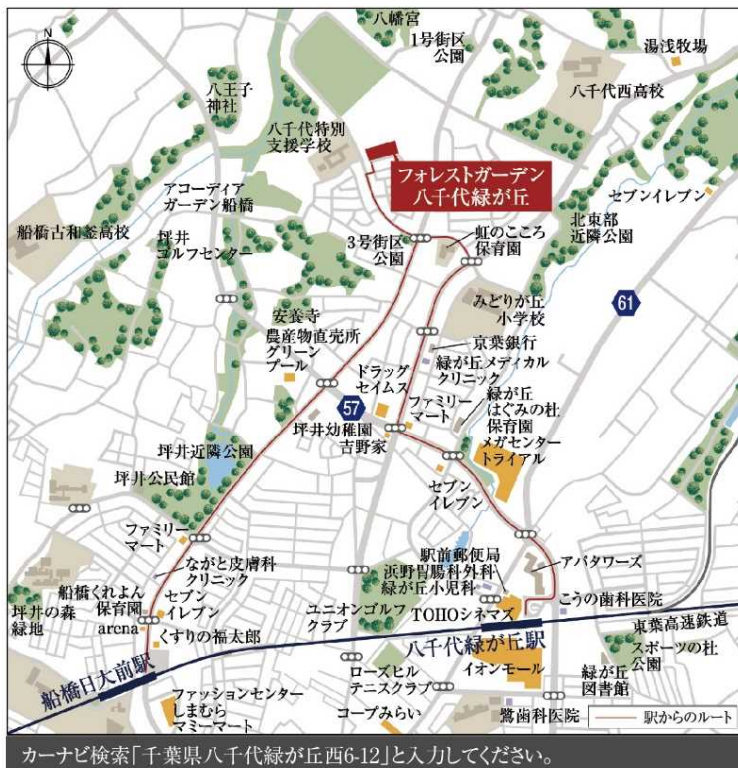 八幡宮
1号街区
公園
湯浅牧場
八王子
神社
八千代西高校
八千代特別
支援学校
フォレストガーデン
八千代緑が丘
アコーディア
ガーデン船橋
セブンイレブン
船橋古和釜高校
坪井
ゴルフセンター
3号街区
公園
虹のこころ
保育園
北東部
近隣公園
みどりが丘
小学校
61
安養寺
農産物直売所
グリーン
プール
京葉銀行
緑が丘メディカル
クリニック
ドラッグ
セイムス
57
ファミリー
マート
緑が丘
はぐみの杜
保育園
坪井幼稚園
吉野家
メガセンター
トライアル
坪井近隣公園
坪井公民館
セブン
イレブン
ファミリー
マート
ながと皮膚科
クリニック
駅前郵便局
浜野胃腸科外科
緑が丘小児科
アパタワーズ
船橋くれよん
保育園
arena
セブン
イレブン
坪井の森
緑地
ユニオンゴルフ
クラブ
TOHOシネマズ
こうの歯科医院
くすりの福太郎
八千代緑が丘駅
東葉高速鉄道
スポーツの杜
公園
船橋日大前駅
ローズヒル
テニスクラブ
イオンモール
緑が丘
図書館
ファッションセンター
しまむら
マミーマート
コープみらい
鷺歯科医院
駅からのルート
カーナビ検索「千葉県八千代緑が丘西6-12」と入力してください。